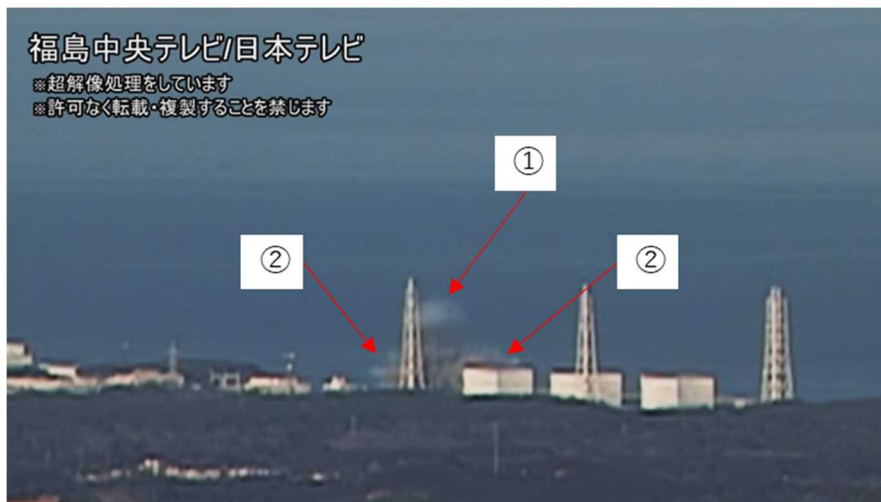 福島中央テレビ/日本テレビ
※超解像処理をしています
※許可なく転載・複製することを禁じます
①
②
②